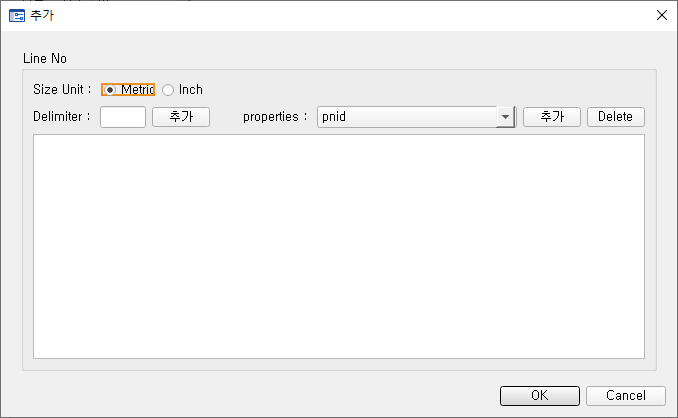 추가
Line No
Size Unit : Metric Inch
Delimiter : 추가 properties : pnid 추가 Delete
OK Cancel